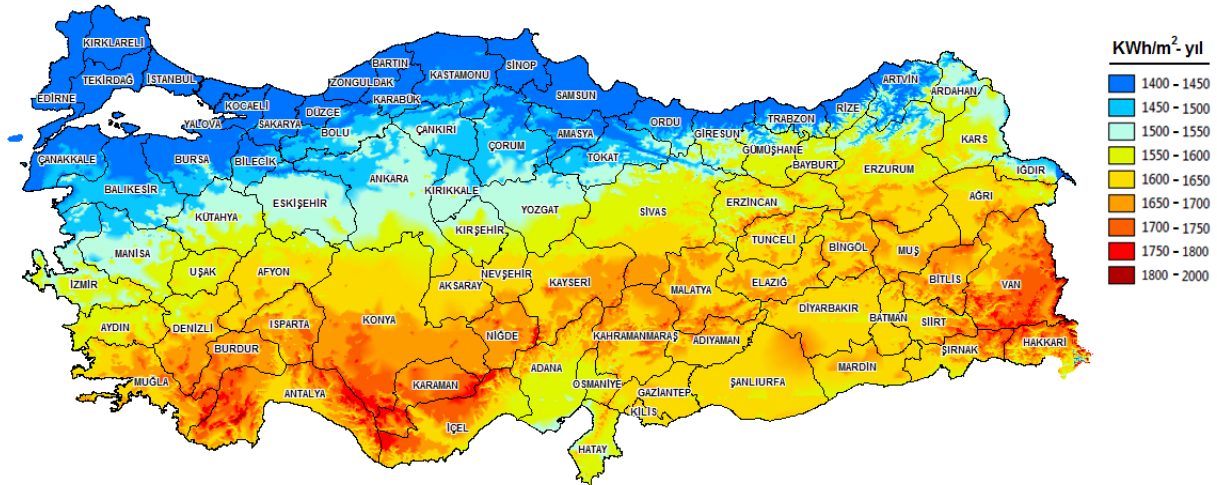 KWh/m²- yıl
1400 - 1450
1450 - 1500
1500 - 1550
1550 - 1600
1600 - 1650
1650 - 1700
1700 - 1750
1750 - 1800
1800 - 2000
KIRKLARELİ
TEKİRDAĞ
İSTANBUL
EDİRNE
KOCAELİ
YALOVA
SAKARYA
DÜZCE
ZONGULDAK
BARTIN
KARABÜK
KASTAMONU
SİNOP
SAMSUN
BOLU
ÇANKIRI
ÇORUM
AMASYA
TOKAT
ORDU
GİRESUN
TRABZON
RİZE
ARTVİN
ARDAHAN
KARS
IĞDIR
GÜMÜŞHANE
BAYBURT
ERZURUM
AĞRI
ÇANAKKALE
BURSA
BİLECİK
BALIKESİR
KÜTAHYA
ESKİŞEHİR
ANKARA
KIRIKKALE
YOZGAT
KIRŞEHİR
SİVAS
ERZİNCAN
TUNCELİ
BİNGÖL
MUŞ
BİTLİS
VAN
MANİSA
İZMİR
UŞAK
AFYON
AKSARAY
NEVŞEHİR
KAYSERİ
MALATYA
ELAZIĞ
DİYARBAKIR
BATMAN
SİİRT
ŞIRNAK
HAKKARİ
AYDIN
DENİZLİ
ISPARTA
BURDUR
KONYA
NİĞDE
KAHRAMANMARAŞ
ADIYAMAN
MARDİN
MUĞLA
ANTALYA
KARAMAN
İÇEL
ADANA
OSMANİYE
GAZİANTEP
KİLİS
ŞANLIURFA
HATAY